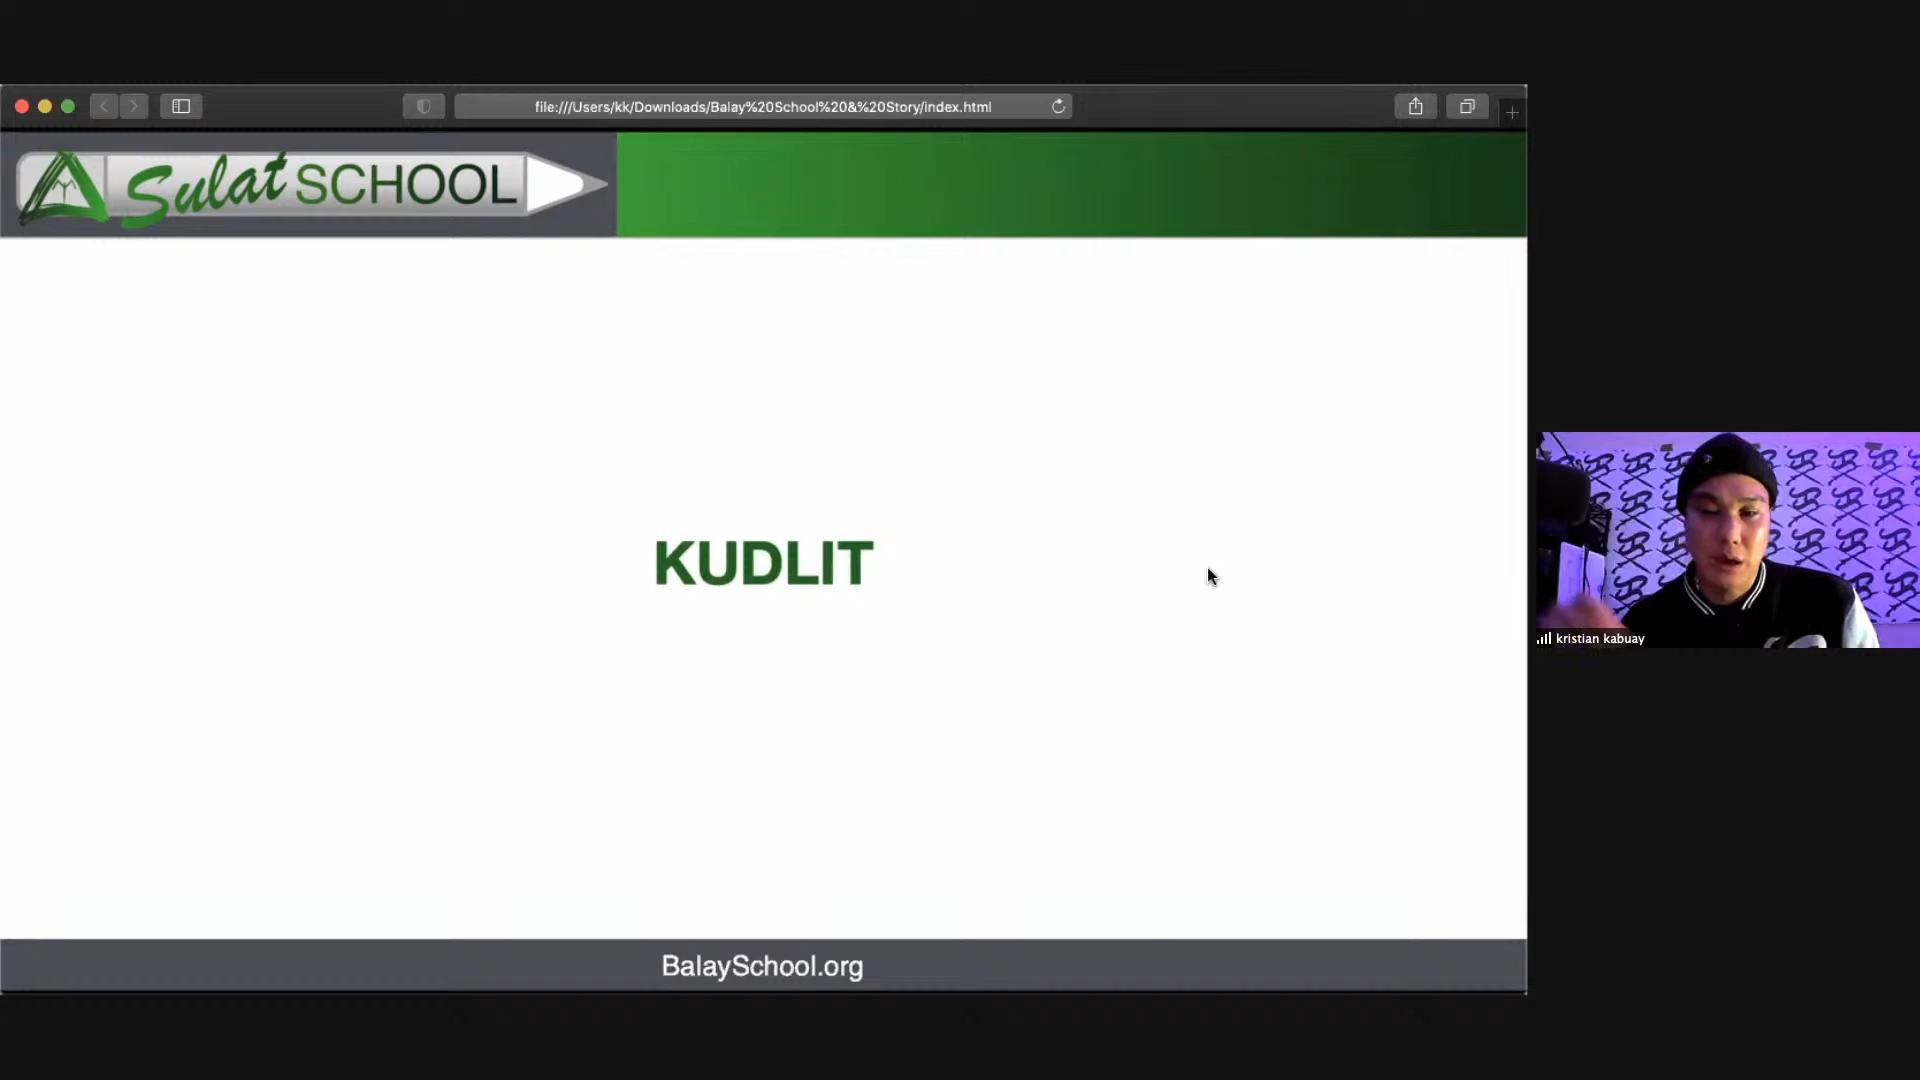 file:///Users/kk/Downloads/Balay%20School%20&%20Story/index.html
Sulat SCHOOL
KUDLIT
kristian kabuay
BalaySchool.org